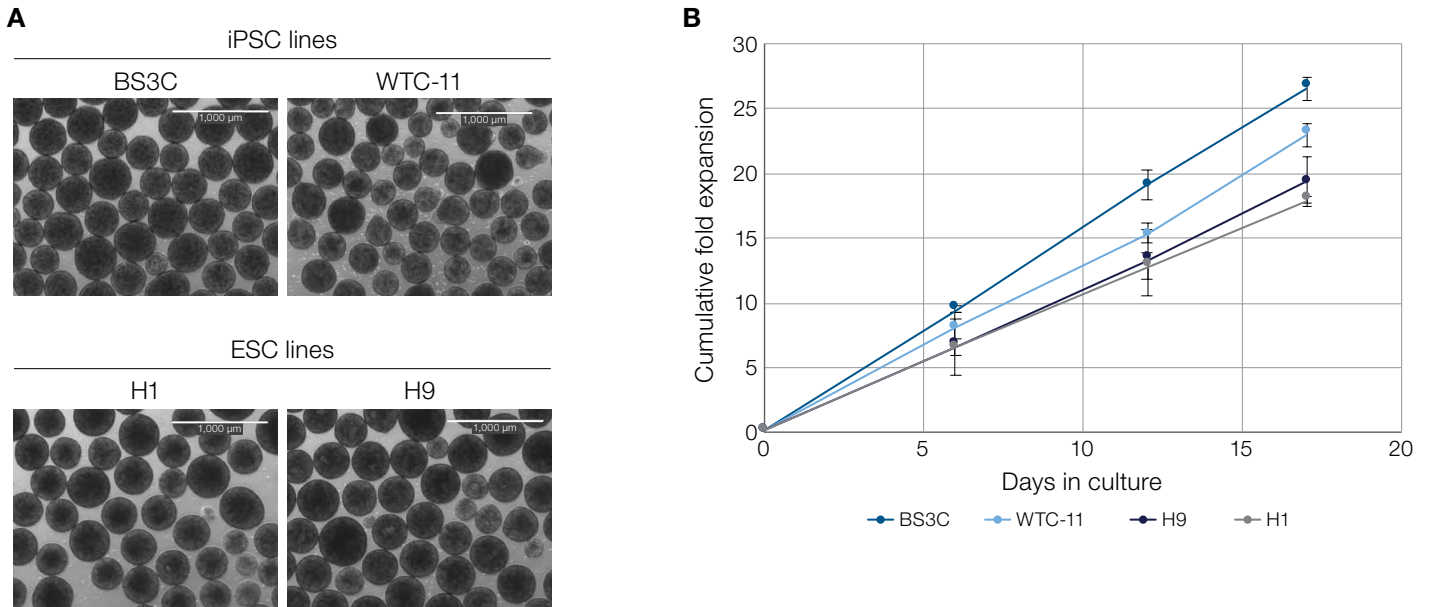 A
iPSC lines
BS3C
WTC-11
1,000 µm
1,000 µm
ESC lines
H1
H9
1,000 µm
1,000 µm
B
Cumulative fold expansion
30
25
20
15
10
5
0
0 5 10 15 20
Days in culture
BS3C WTC-11 H9 H1